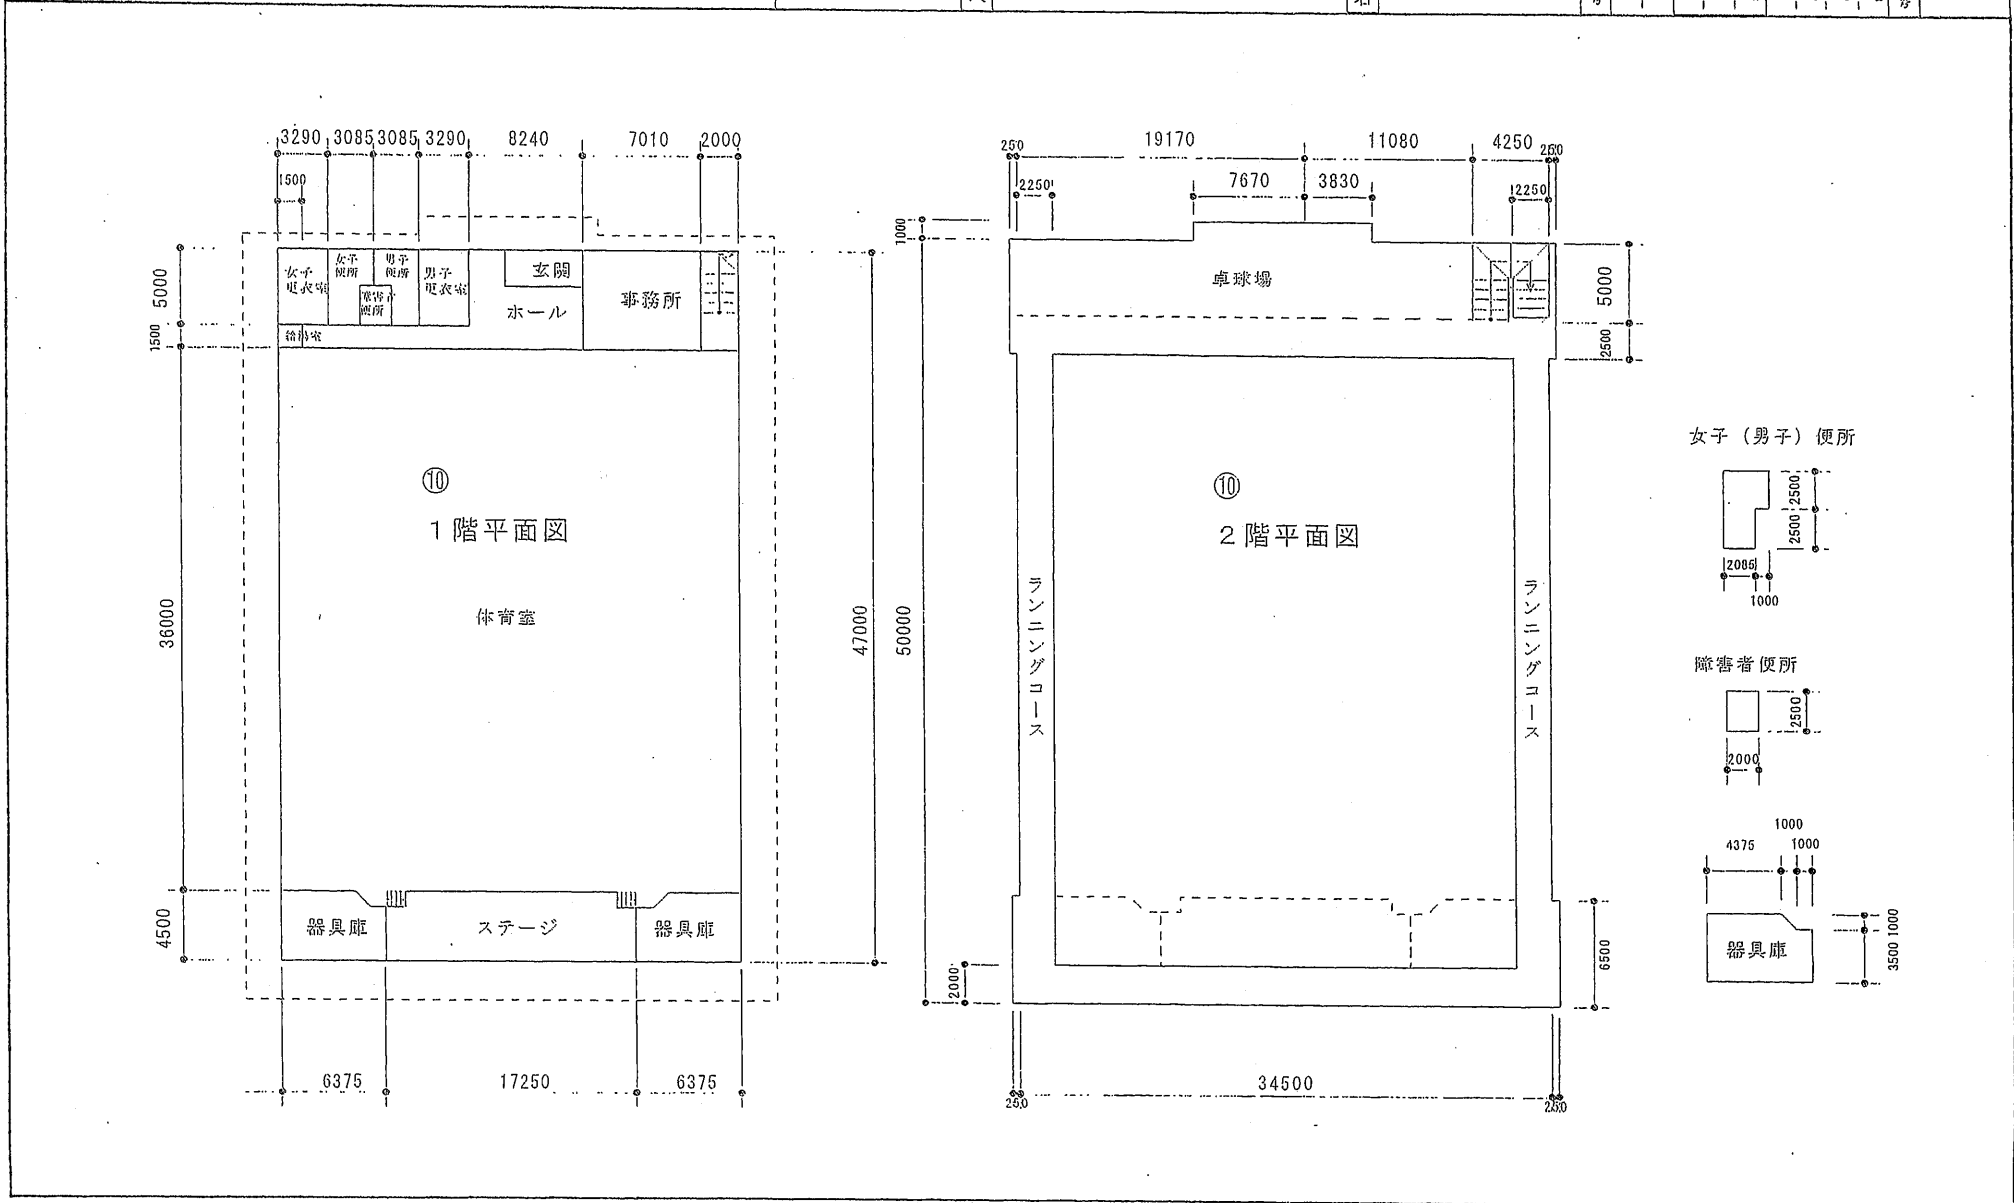 3290 3085 3085 3290 8240 7010 2000
1500
5000
1500
36000
4500
47000
女子
更衣室
女子
便所
男子
便所
便所
男子
更衣室
玄関
ホール
事務所
給湯室
⑩
1階平面図
体育室
器具庫
ステージ
器具庫
6375 17250 6375
250 19170 11080 4250 250
2250 7670 3830 2250
1000
50000
2000
5000
2500
6500
卓球場
⑩
2階平面図
ランニングコース
ランニングコース
250 34500 250
女子（男子）便所
2500
2500
2085
1000
障害者便所
2500
2000
1000
4375 1000
1000
3500
器具庫